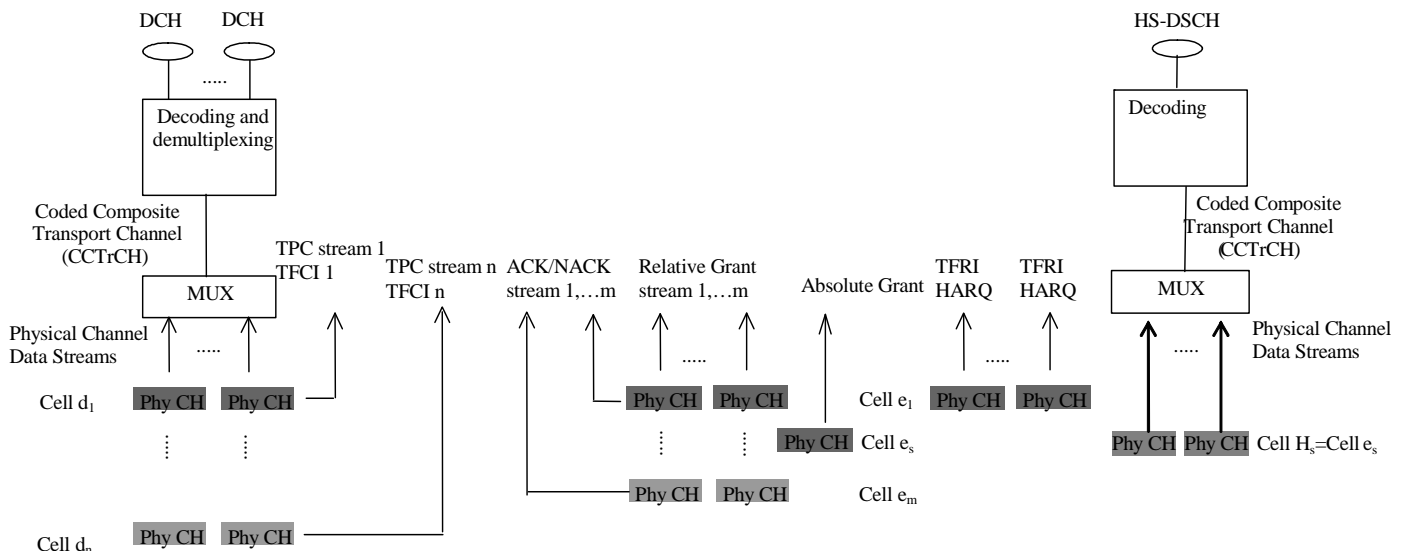 DCH
DCH
HS-DSCH
.....
Decoding and
demultiplexing
Decoding
Coded Composite
Transport Channel
(CCTrCH)
Coded Composite
Transport Channel
(CCTrCH)
TPC stream 1
TFCI 1
TPC stream n
TFCI n
ACK/NACK
stream 1,…m
Relative Grant
stream 1,…m
Absolute Grant
TFRI
HARQ
TFRI
HARQ
MUX
MUX
Physical Channel
Data Streams
.....
.....
.....
.....
Physical Channel
Data Streams
Cell d1
Phy CH
Phy CH
Phy CH
Phy CH
Cell e1
Phy CH
Phy CH
Phy CH
Cell es
Phy CH
Phy CH
Cell Hs=Cell es
Phy CH
Phy CH
Cell em
Cell dn
Phy CH
Phy CH